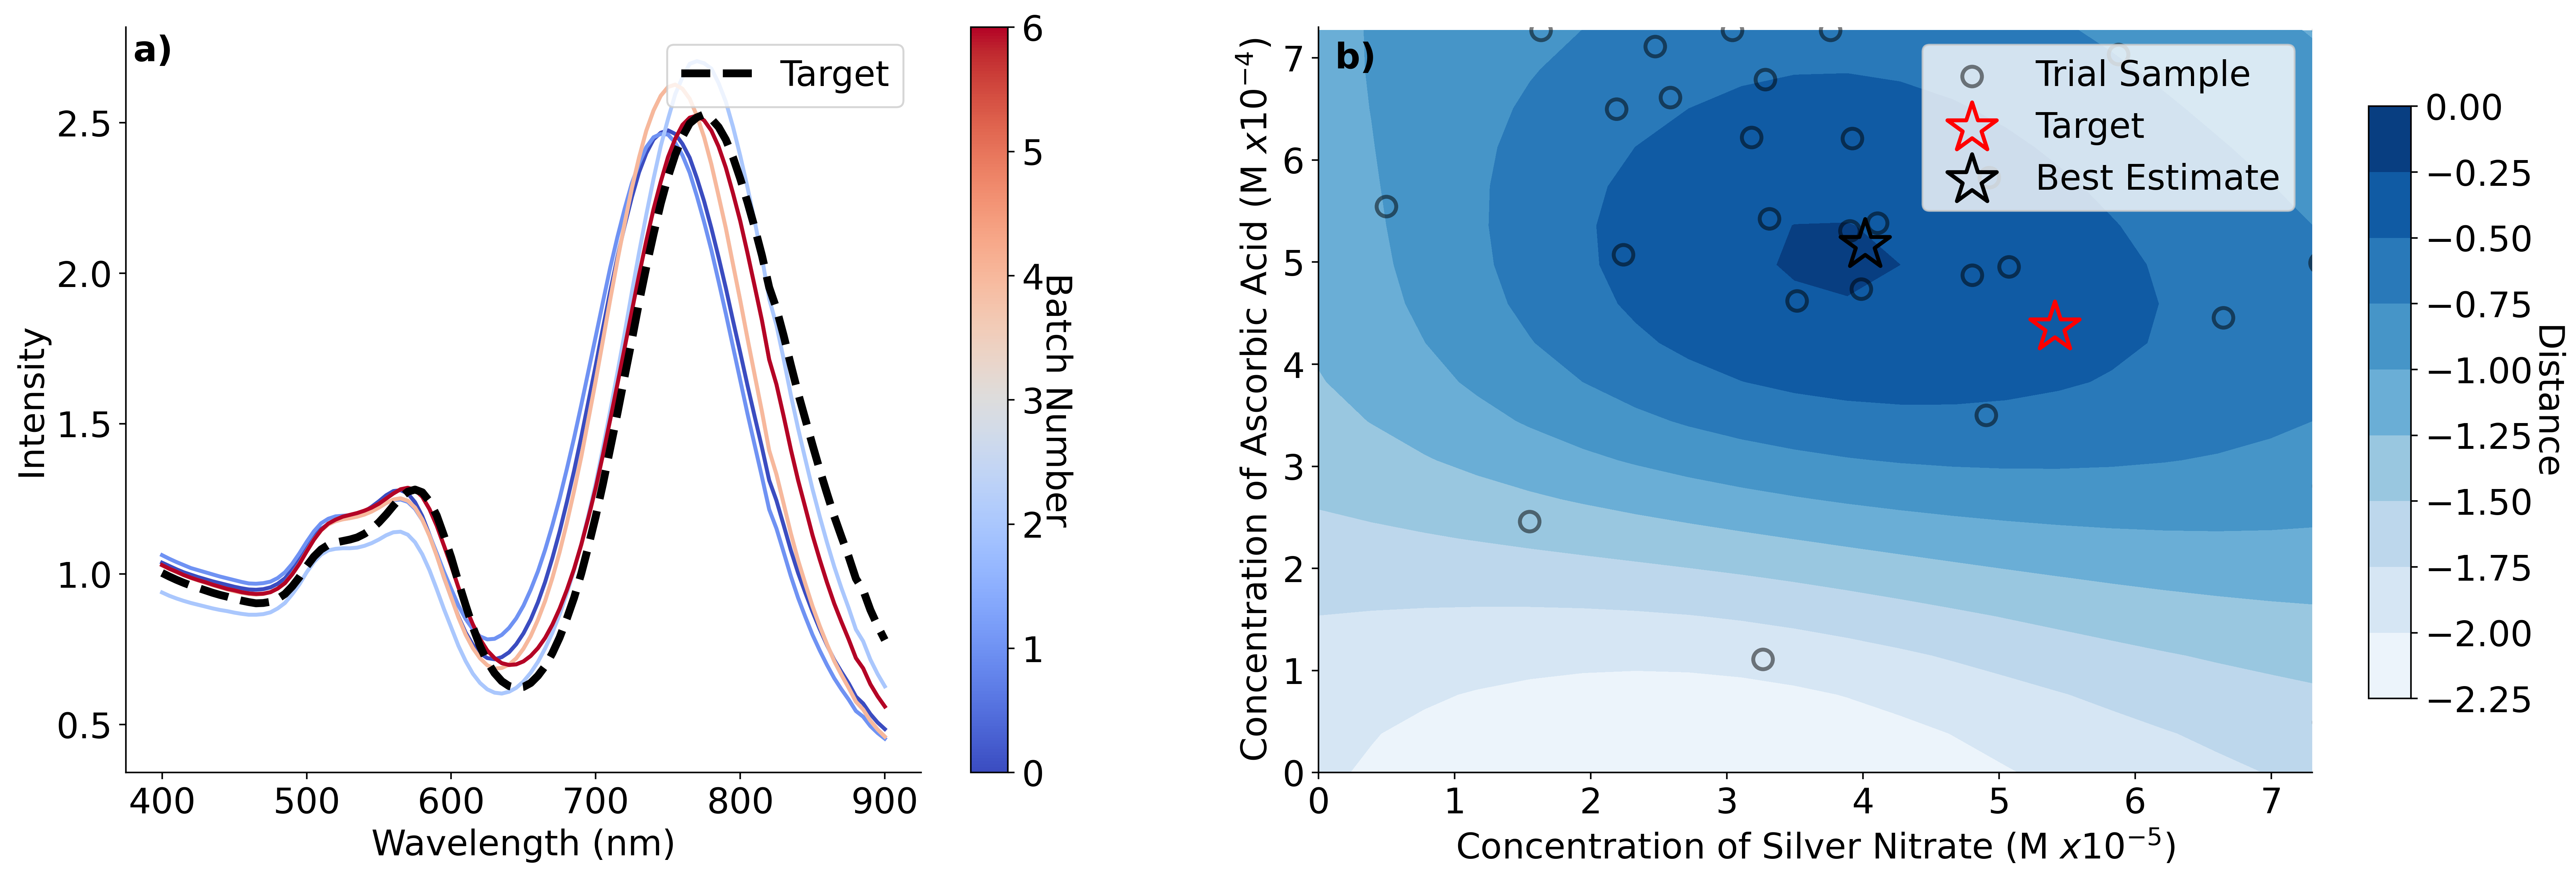 a)
Target
Intensity
2.5
2.0
1.5
1.0
0.5
400 500 600 700 800 900
Wavelength (nm)
6
5
4
3
2
1
0
Batch Number
b)
Trial Sample
Target
Best Estimate
Concentration of Ascorbic Acid (M x10⁻⁴)
7
6
5
4
3
2
1
0
0 1 2 3 4 5 6 7
Concentration of Silver Nitrate (M x10⁻⁵)
0.00
−0.25
−0.50
−0.75
−1.00
−1.25
−1.50
−1.75
−2.00
−2.25
Distance